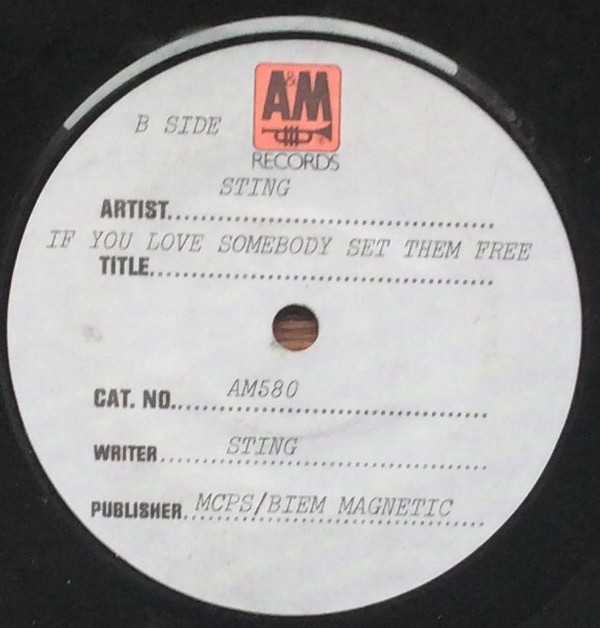 B SIDE
A&M
RECORDS
STING
ARTIST.........................................................
IF YOU LOVE SOMEBODY SET THEM FREE
TITLE............................................................
AM580
CAT. NO.......................................................
STING
WRITER.......................................................
MCPS/BIEM MAGNETIC
PUBLISHER..................................................